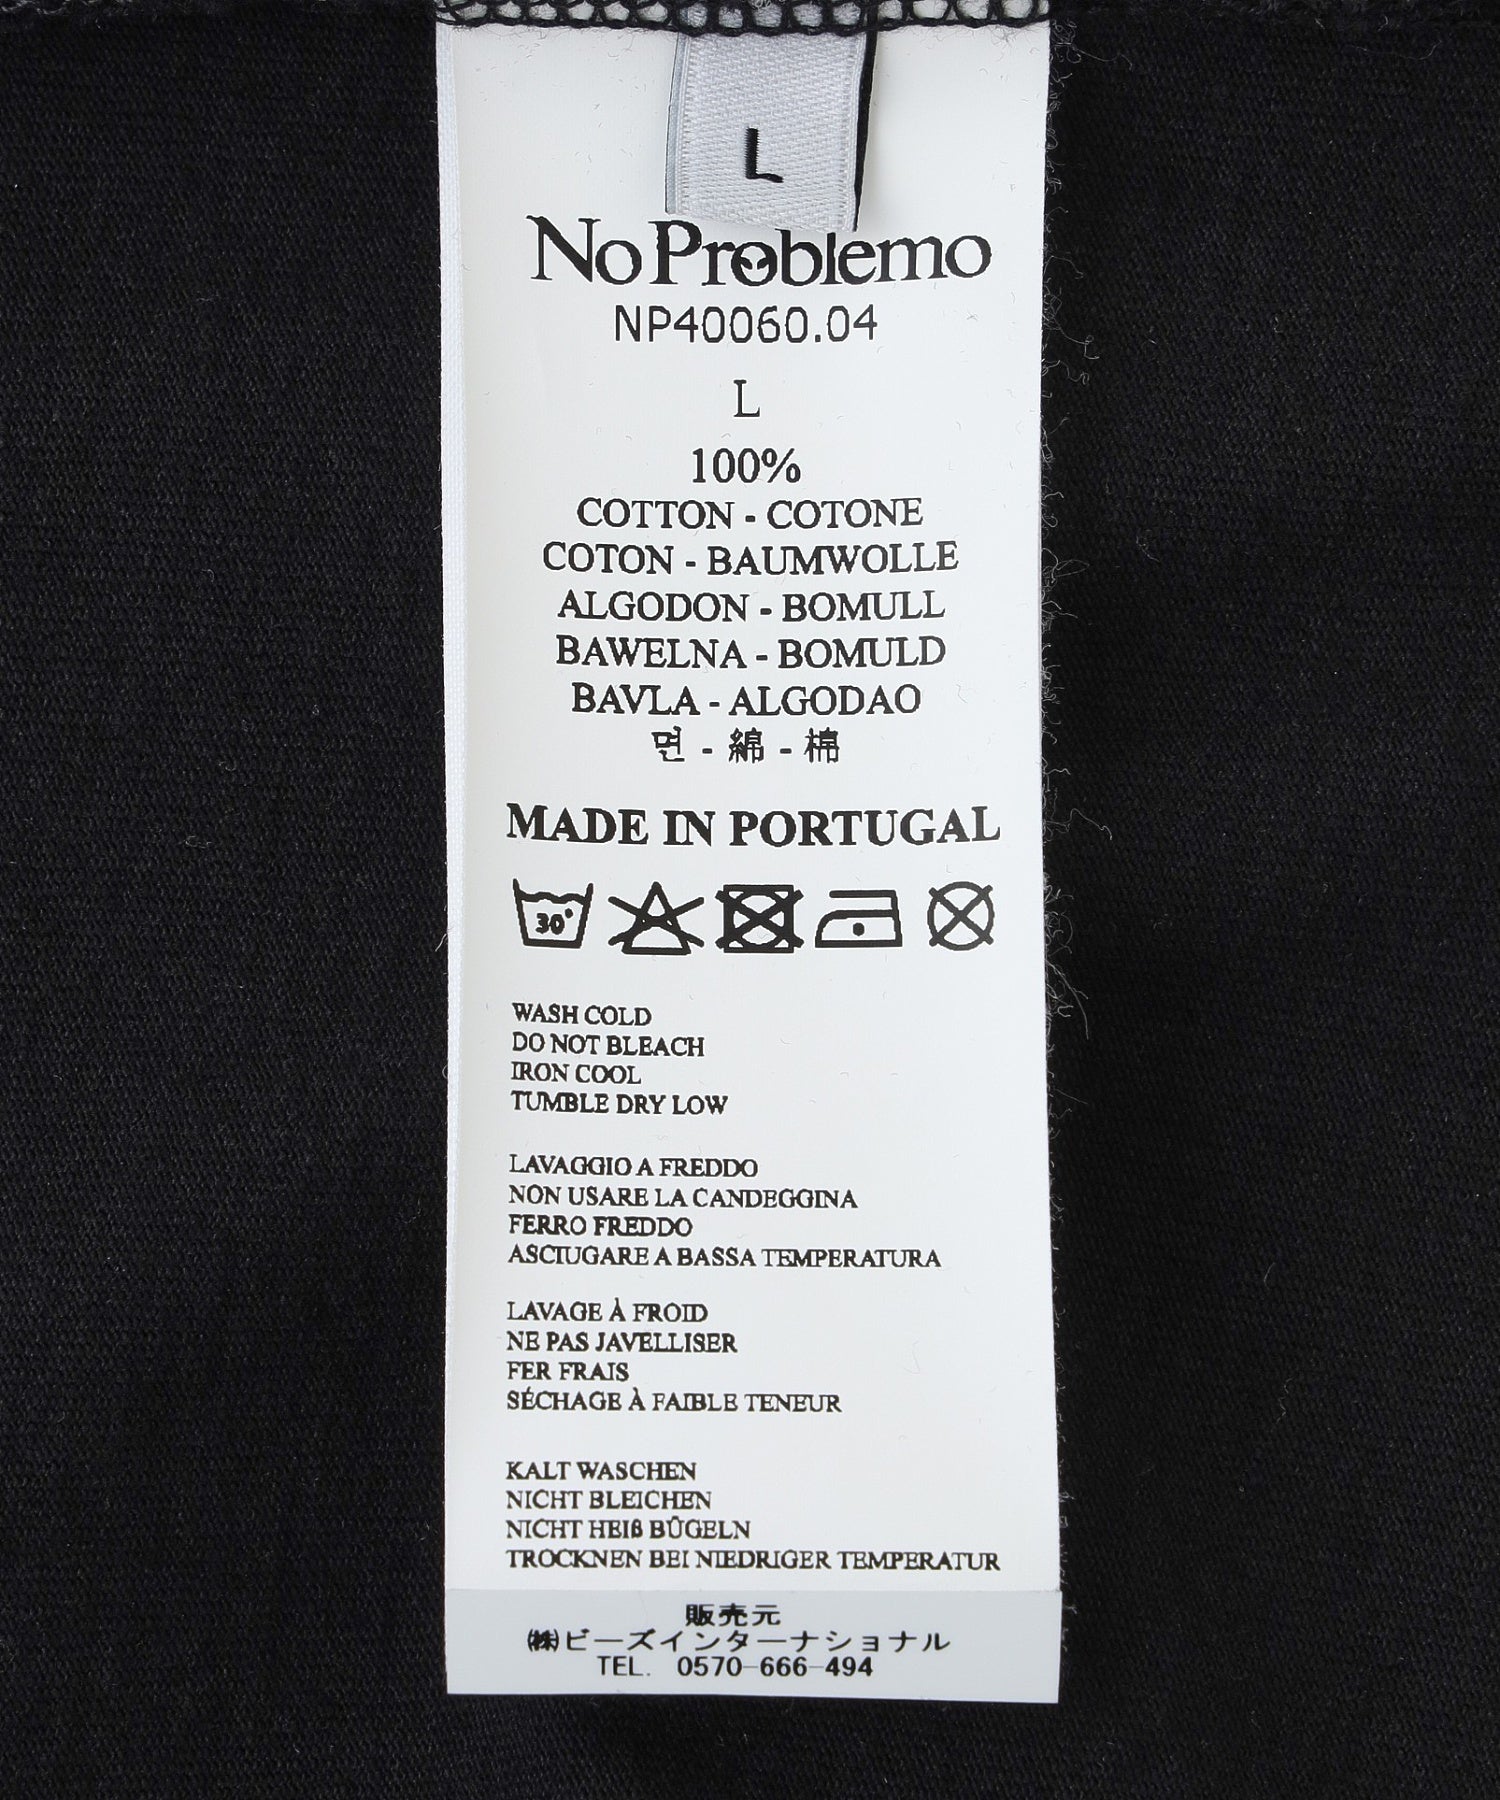 L
No Problemo
NP40060.04
L
100%
COTTON - COTONE
COTON - BAUMWOLLE
ALGODON - BOMULL
BAWELNA - BOMULD
BAVLA - ALGODAO
면 - 綿 - 棉
MADE IN PORTUGAL
30°
WASH COLD
DO NOT BLEACH
IRON COOL
TUMBLE DRY LOW
LAVAGGIO A FREDDO
NON USARE LA CANDEGGINA
FERRO FREDDO
ASCIUGARE A BASSA TEMPERATURA
LAVAGE À FROID
NE PAS JAVELLISER
FER FRAIS
SÉCHAGE À FAIBLE TENEUR
KALT WASCHEN
NICHT BLEICHEN
NICHT HEIß BÜGELN
TROCKNEN BEI NIEDRIGER TEMPERATUR
販売元
㈱ビーズインターナショナル
TEL. 0570-666-494